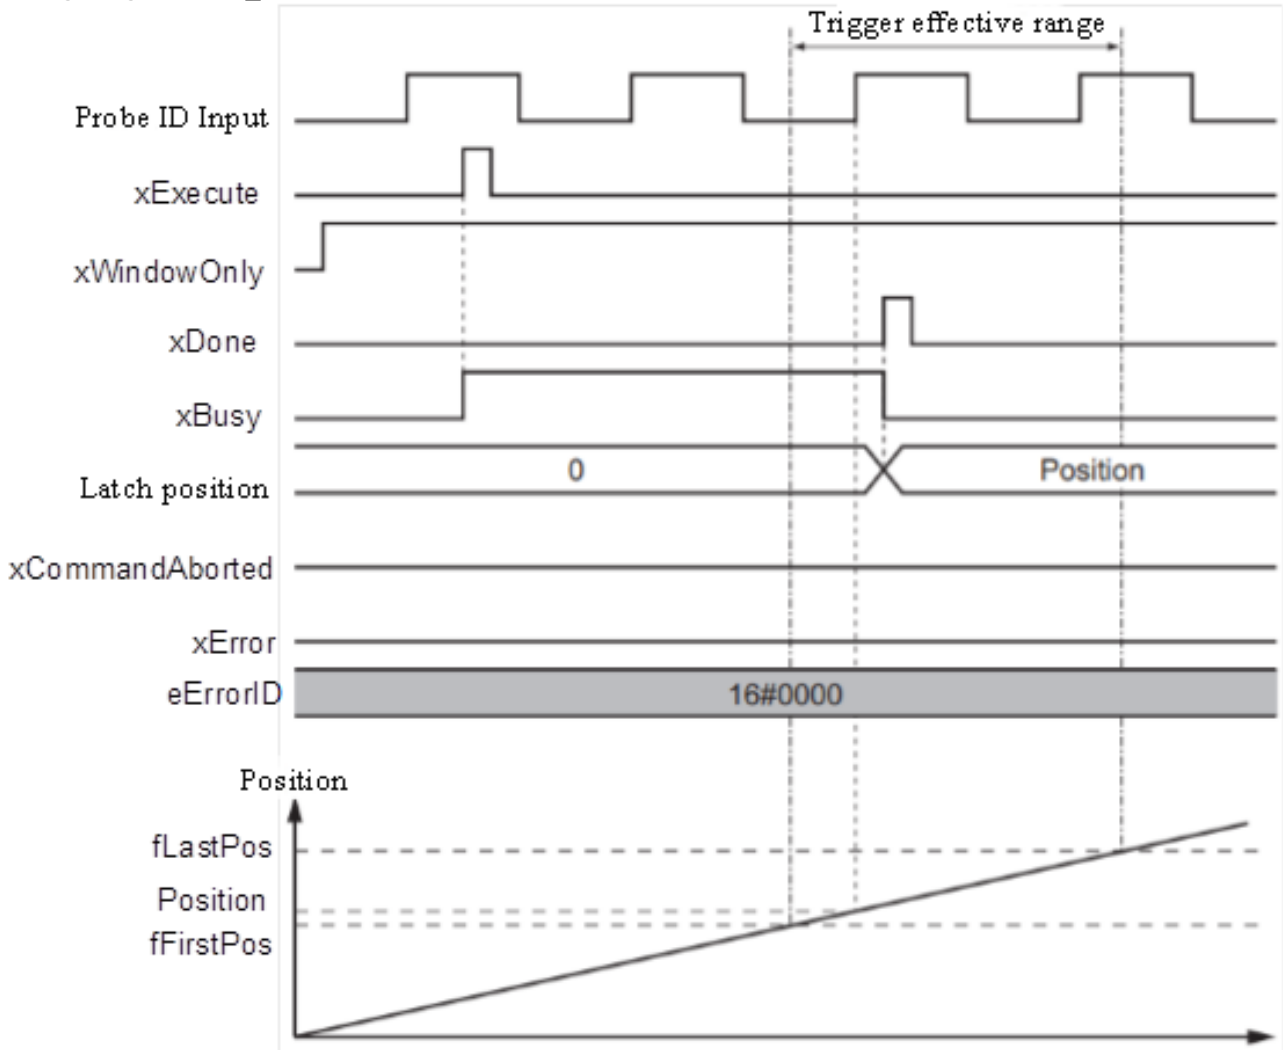 Trigger effective range
Probe ID Input
xExecute
xWindowOnly
xDone
xBusy
0
Position
Latch position
xCommandAborted
xError
eErrorID
16#0000
Position
fLastPos
Position
fFirstPos